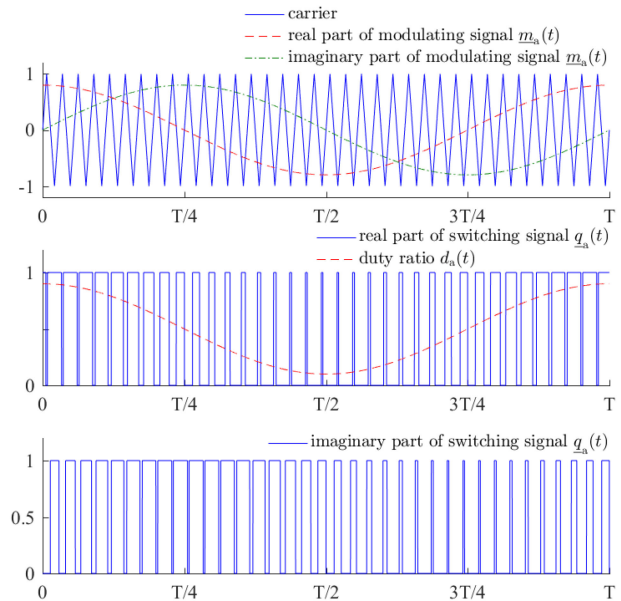 carrier
real part of modulating signal m_a(t)
imaginary part of modulating signal m_a(t)
1
0
-1
0 T/4 T/2 3T/4 T
real part of switching signal q_a(t)
duty ratio d_a(t)
1
0
0 T/4 T/2 3T/4 T
imaginary part of switching signal q_a(t)
1
0.5
0
0 T/4 T/2 3T/4 T